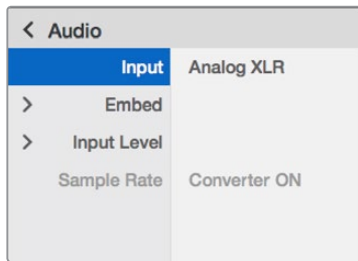 Audio
Input Analog XLR
Embed
Input Level
Sample Rate Converter ON